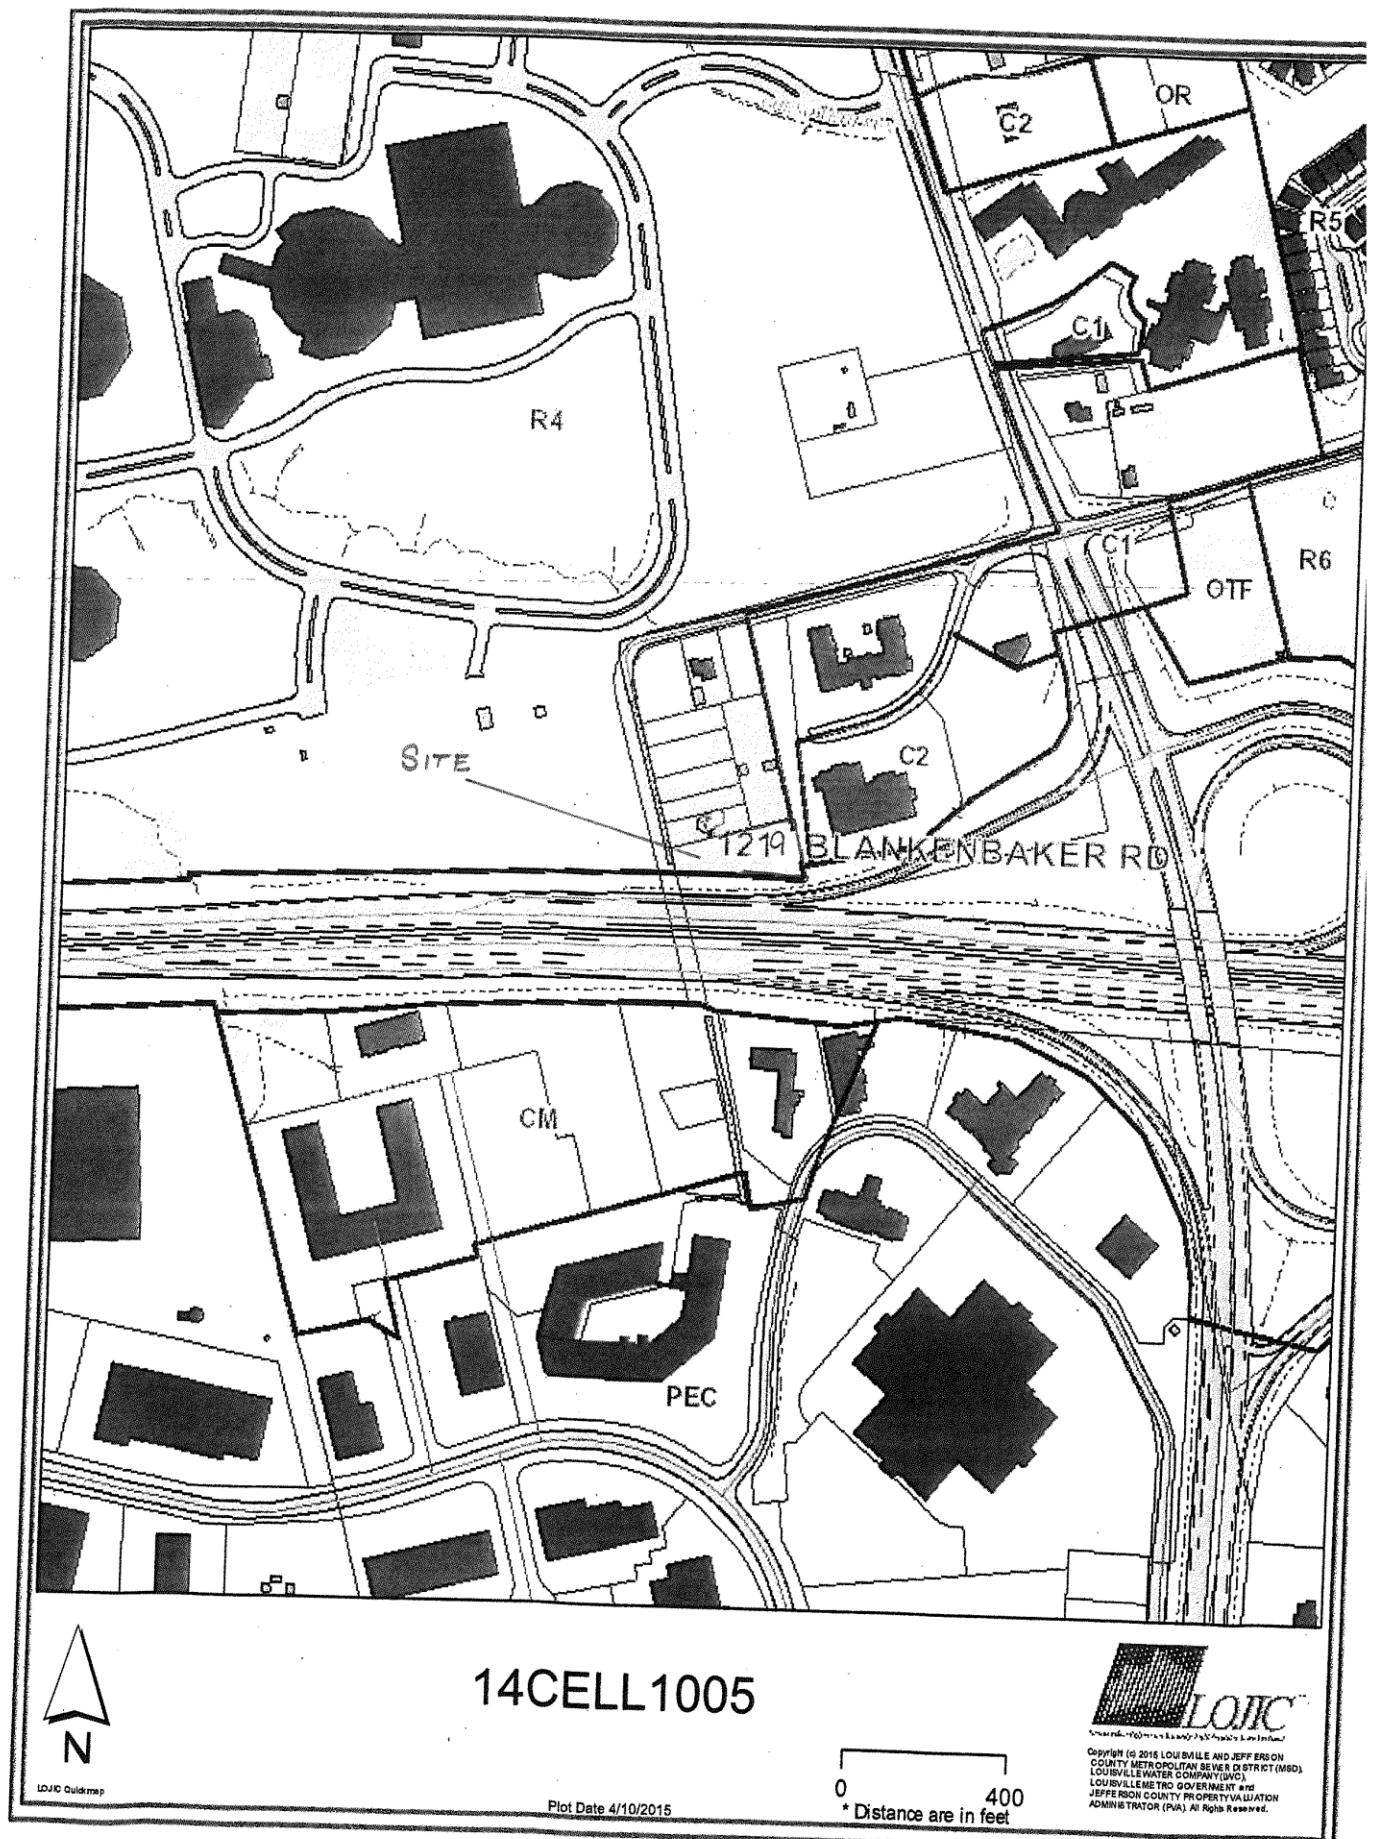 OR
C2
R5
C1
R4
C1
R6
OTF
SITE
C2
1219 BLANKENBAKER RD
CM
PEC
14CELL1005
N
LOJIC
LOJIC Quickmap
Plot Date 4/10/2015
0 400
* Distance are in feet
Copyright (c) 2015 LOUISVILLE AND JEFFERSON
COUNTY METROPOLITAN SEWER DISTRICT (MSD),
LOUISVILLE WATER COMPANY (LWC),
LOUISVILLE METRO GOVERNMENT and
JEFFERSON COUNTY PROPERTY VALUATION
ADMINISTRATOR (PVA). All Rights Reserved.